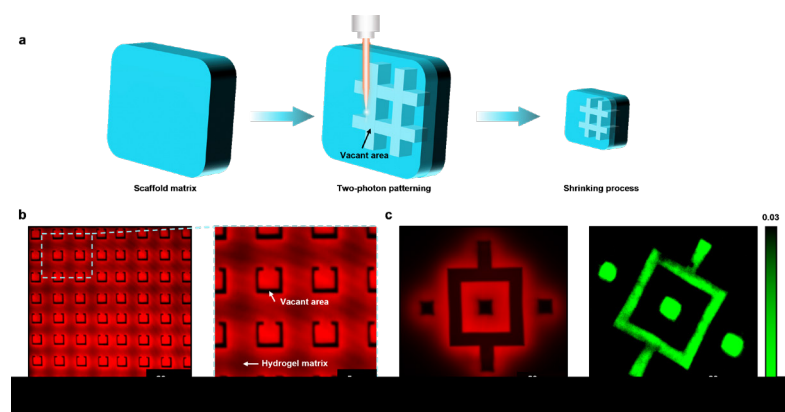 a
Vacant area
Scaffold matrix
Two-photon patterning
Shrinking process
b
c
0.03
Vacant area
Hydrogel matrix